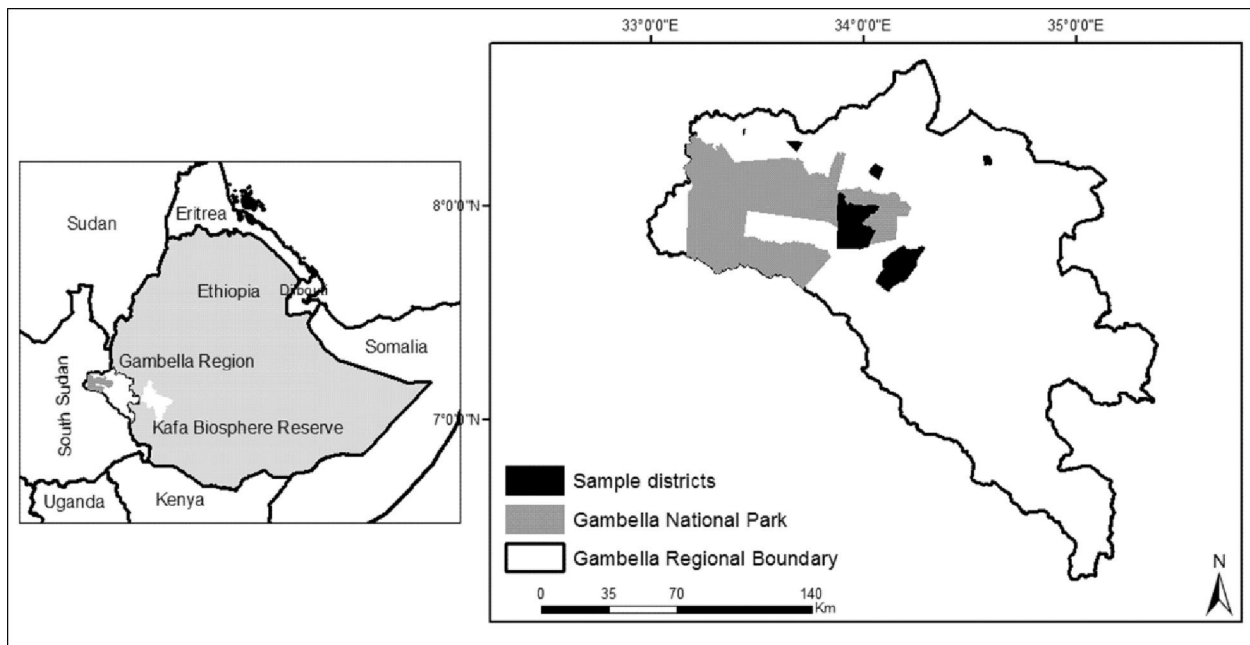 33°0'0"E 34°0'0"E 35°0'0"E
8°0'0"N
7°0'0"N
Sudan
Eritrea
Ethiopia
Djibouti
Somalia
Gambella Region
South Sudan
Kafa Biosphere Reserve
Uganda
Kenya
Sample districts
Gambella National Park
Gambella Regional Boundary
0 35 70 140
Km
N